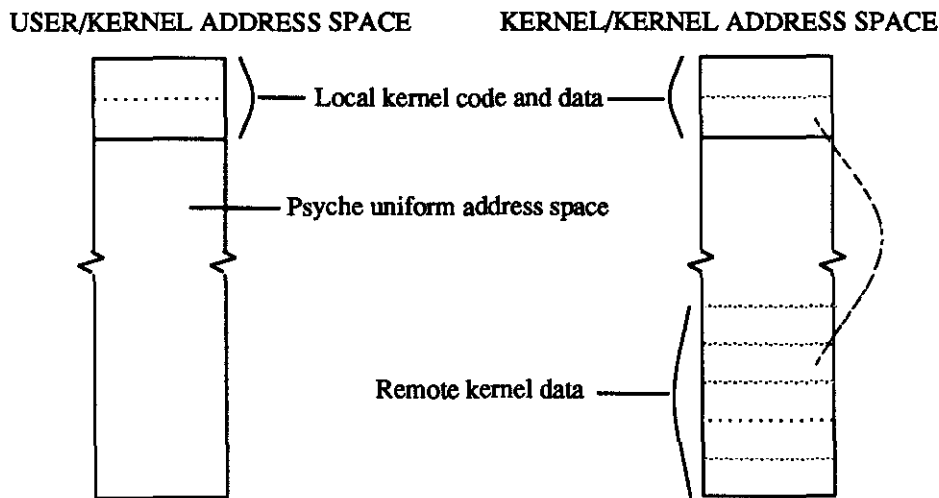 USER/KERNEL ADDRESS SPACE
KERNEL/KERNEL ADDRESS SPACE
Local kernel code and data
Psyche uniform address space
Remote kernel data